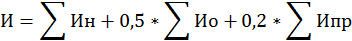 И = ∑ Ин + 0,5 * ∑ Ио + 0,2 * ∑ Ипр